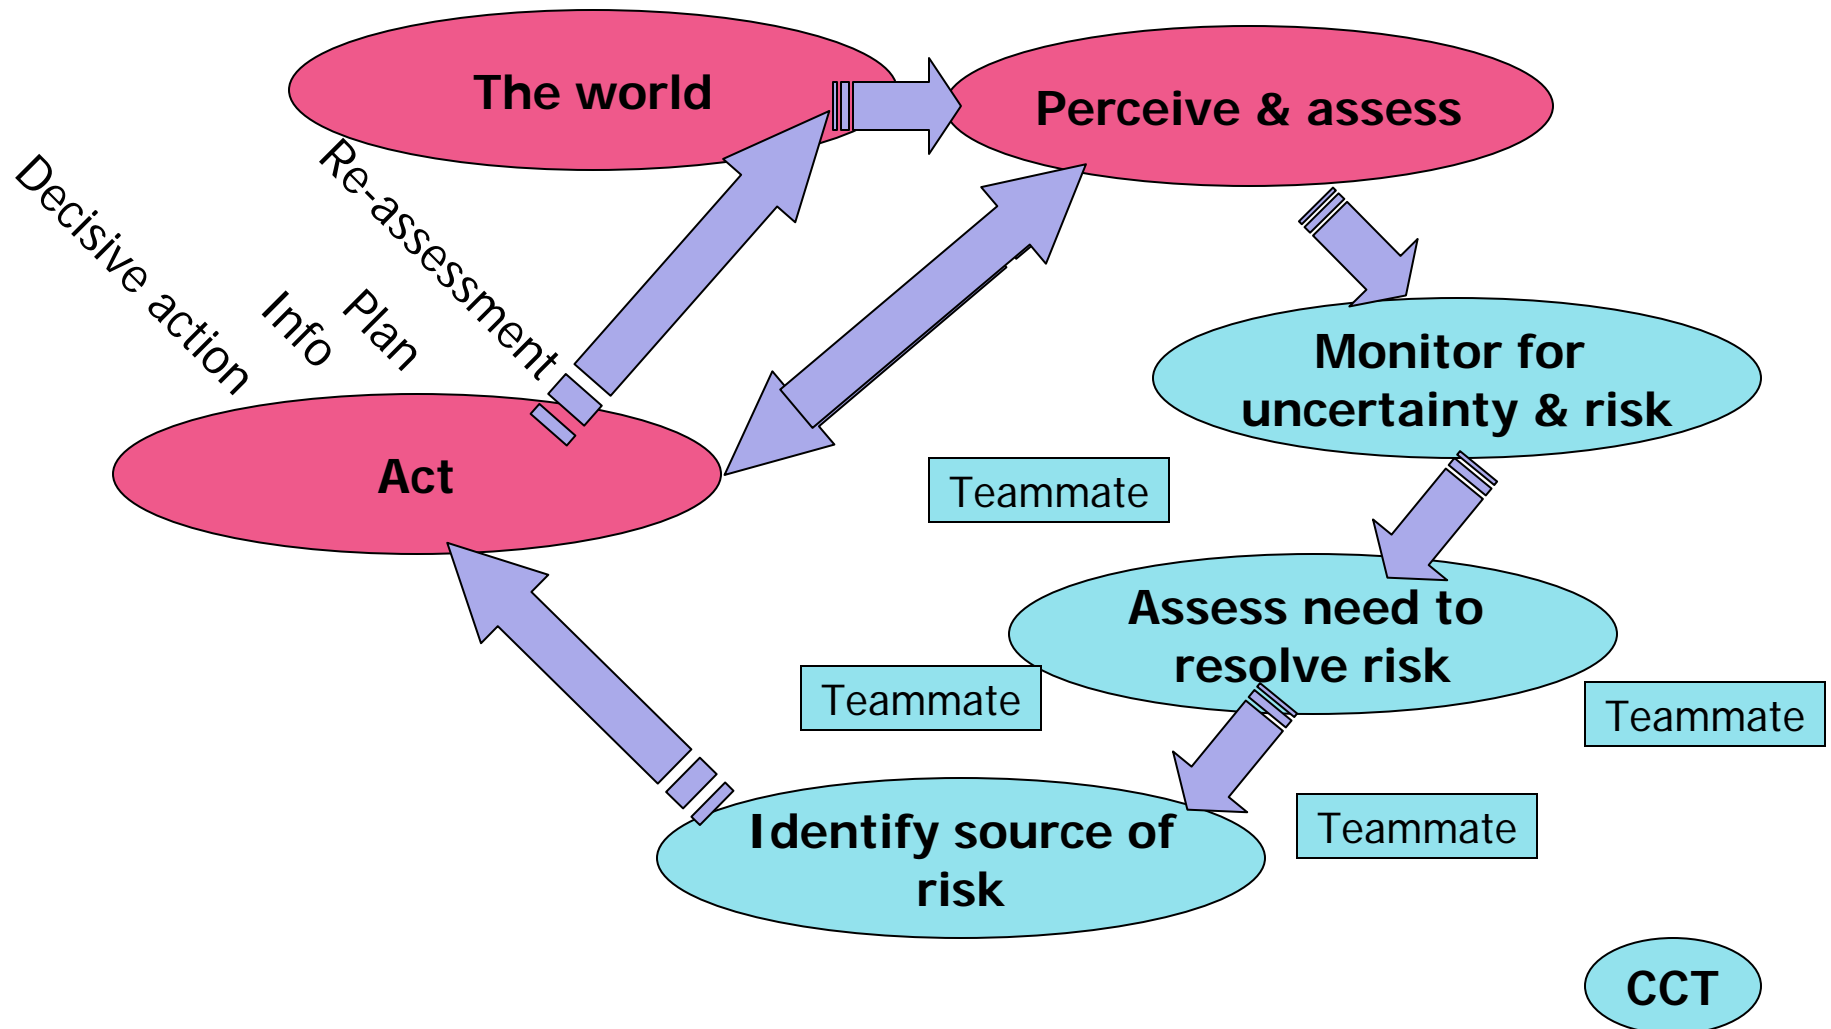 The world
Perceive & assess
Re-assessment
Decisive action
Info
Plan
Monitor for
uncertainty & risk
Act
Teammate
Assess need to
resolve risk
Teammate
Teammate
Teammate
Identify source of
risk
CCT